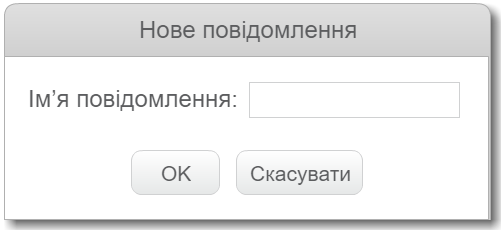 Нове повідомлення
Ім’я повідомлення:
OK Скасувати